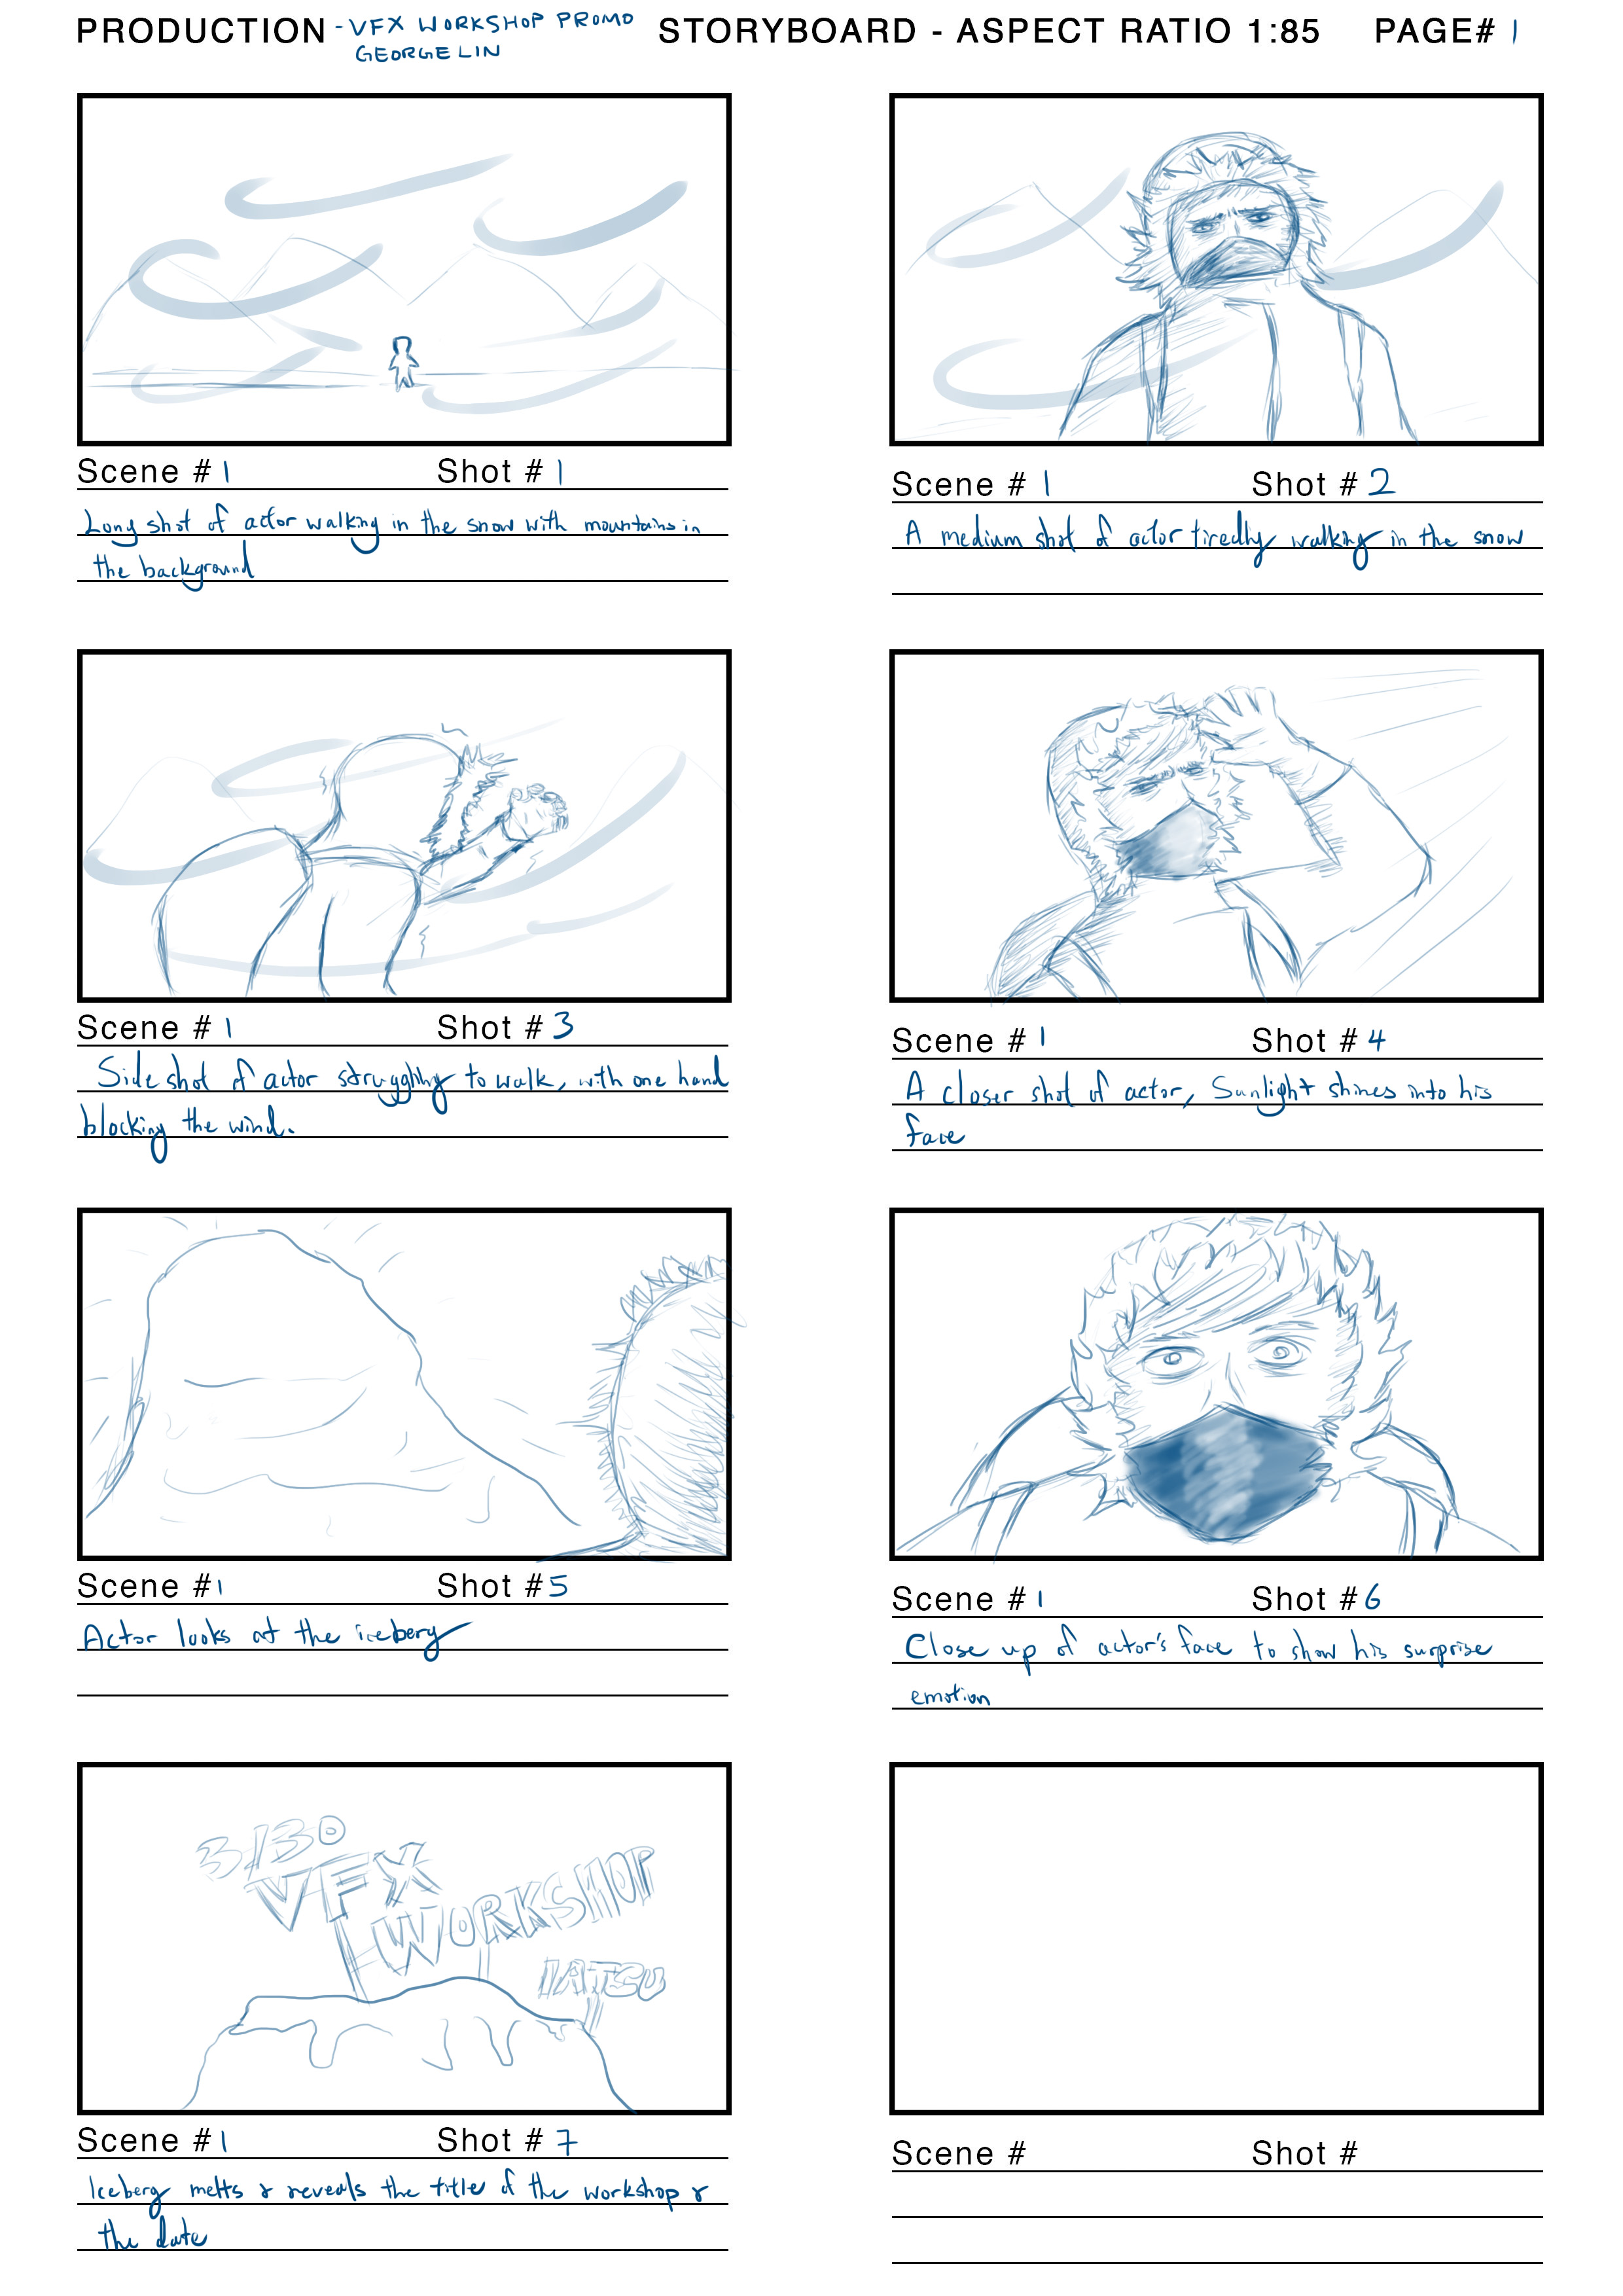 PRODUCTION - VFX WORKSHOP PROMO STORYBOARD - ASPECT RATIO 1:85 PAGE# 1
GEORGE LIN
Scene # 1 Shot # 1
Long shot of actor walking in the snow with mountains in
the background
Scene # 1 Shot # 2
A medium shot of actor tiredly walking in the snow
Scene # 1 Shot # 3
Side shot of actor struggling to walk, with one hand
blocking the wind.
Scene # 1 Shot # 4
A closer shot of actor, Sunlight shines into his
face
Scene # 1 Shot # 5
Actor looks at the iceberg
Scene # 1 Shot # 6
Close up of actor's face to show his surprise
emotion
3/30
VFX
WORKSHOP
IATSU
Scene # 1 Shot # 7
Iceberg melts & reveals the title of the workshop &
the date
Scene # Shot #